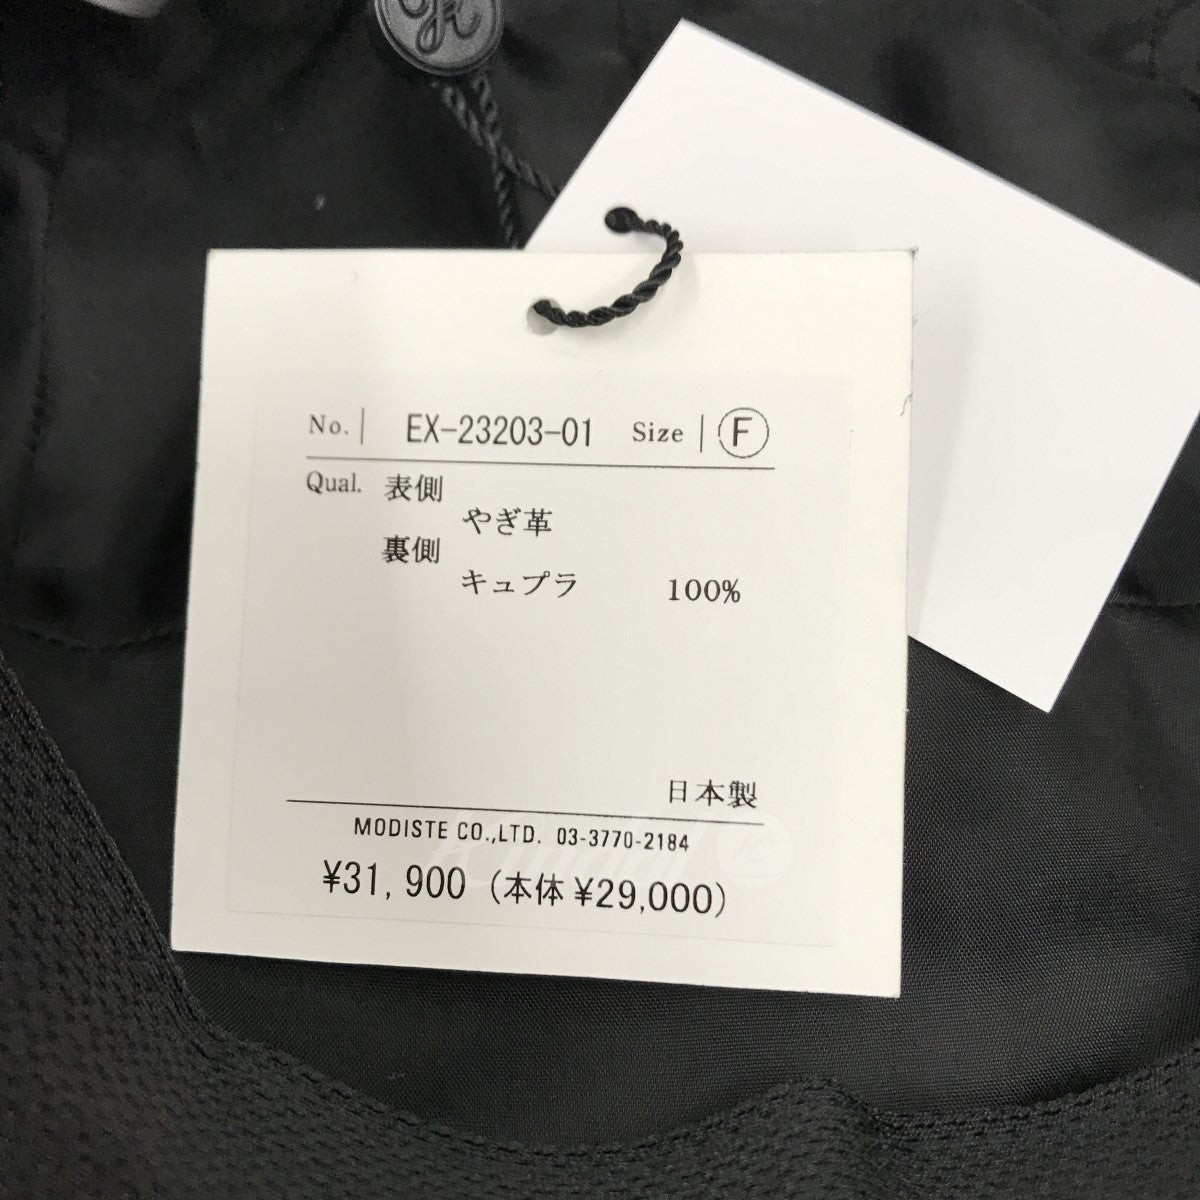 No. EX-23203-01 Size F
Qual. 表側
やぎ革
裏側
キュプラ 100%
日本製
MODISTE CO.,LTD. 03-3770-2184
¥31,900 (本体 ¥29,000)